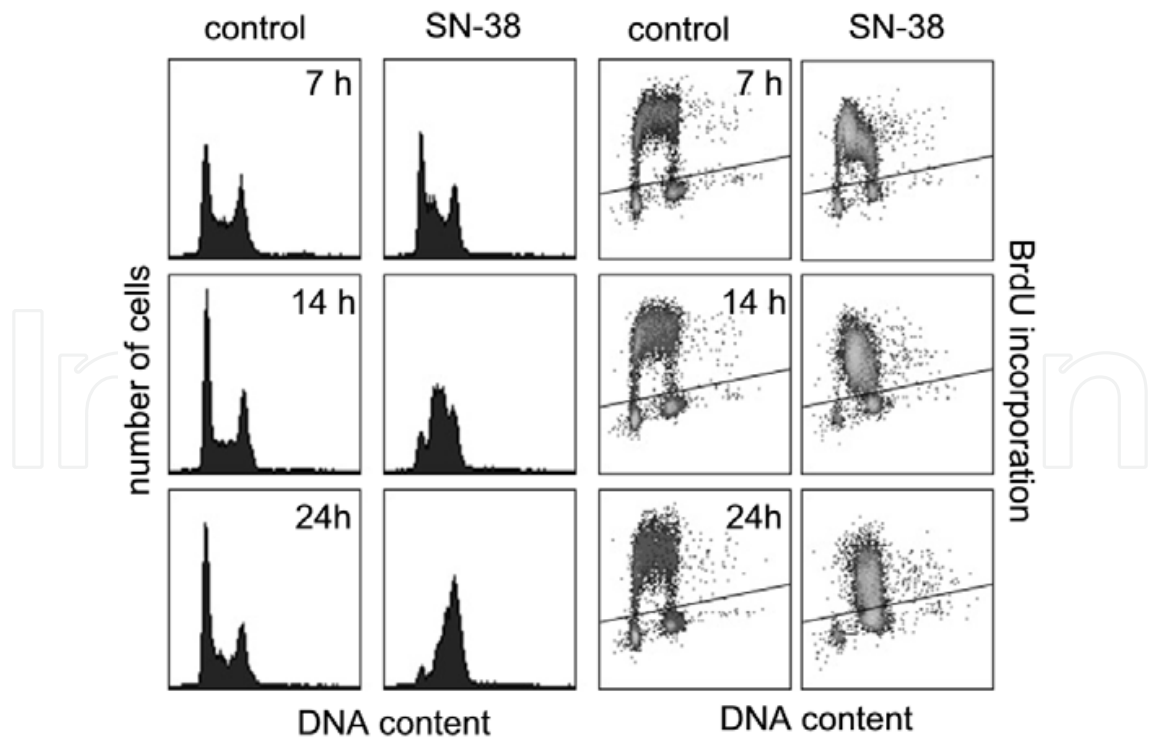 control SN-38 control SN-38
7 h 7 h
14 h 14 h
24h 24h
number of cells
BrdU incorporation
DNA content DNA content